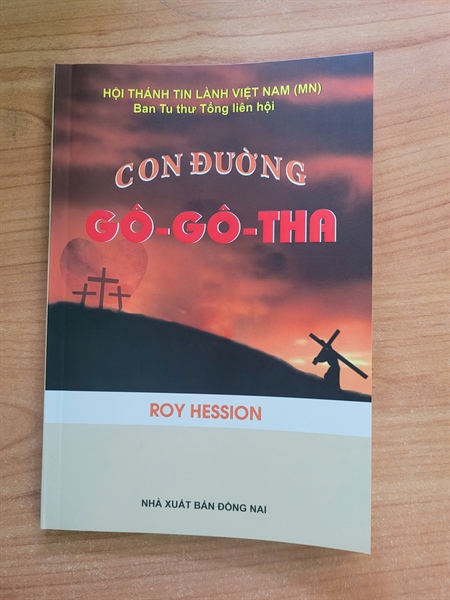 HỘI THÁNH TIN LÀNH VIỆT NAM (MN)
Ban Tu thư Tổng liên hội
CON ĐƯỜNG
GÔ-GÔ-THA
ROY HESSION
NHÀ XUẤT BẢN ĐỒNG NAI